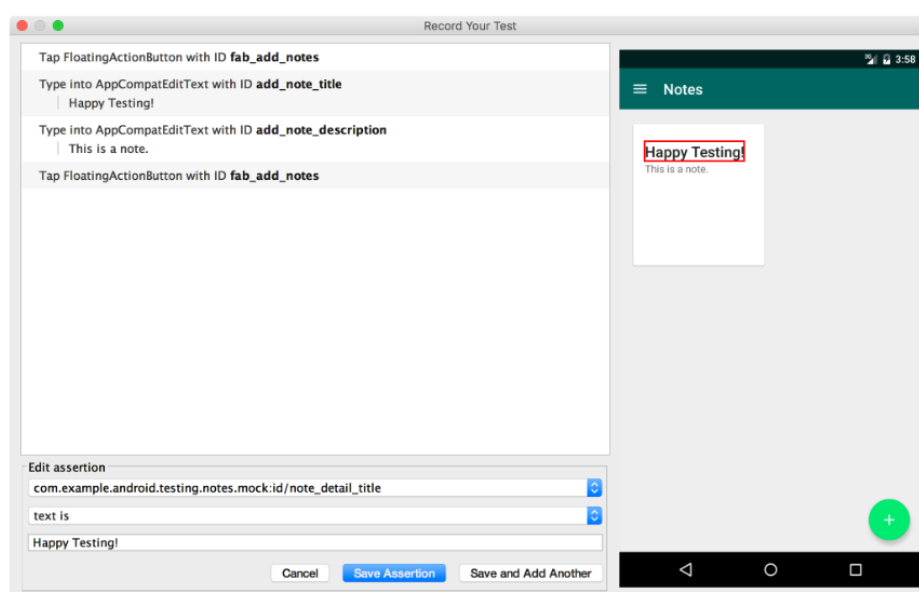 Record Your Test
Tap FloatingActionButton with ID fab_add_notes
Type into AppCompatEditText with ID add_note_title
Happy Testing!
Type into AppCompatEditText with ID add_note_description
This is a note.
Tap FloatingActionButton with ID fab_add_notes
Edit assertion
com.example.android.testing.notes.mock:id/note_detail_title
text is
Happy Testing!
Cancel
Save Assertion
Save and Add Another
3:58
Notes
Happy Testing!
This is a note.